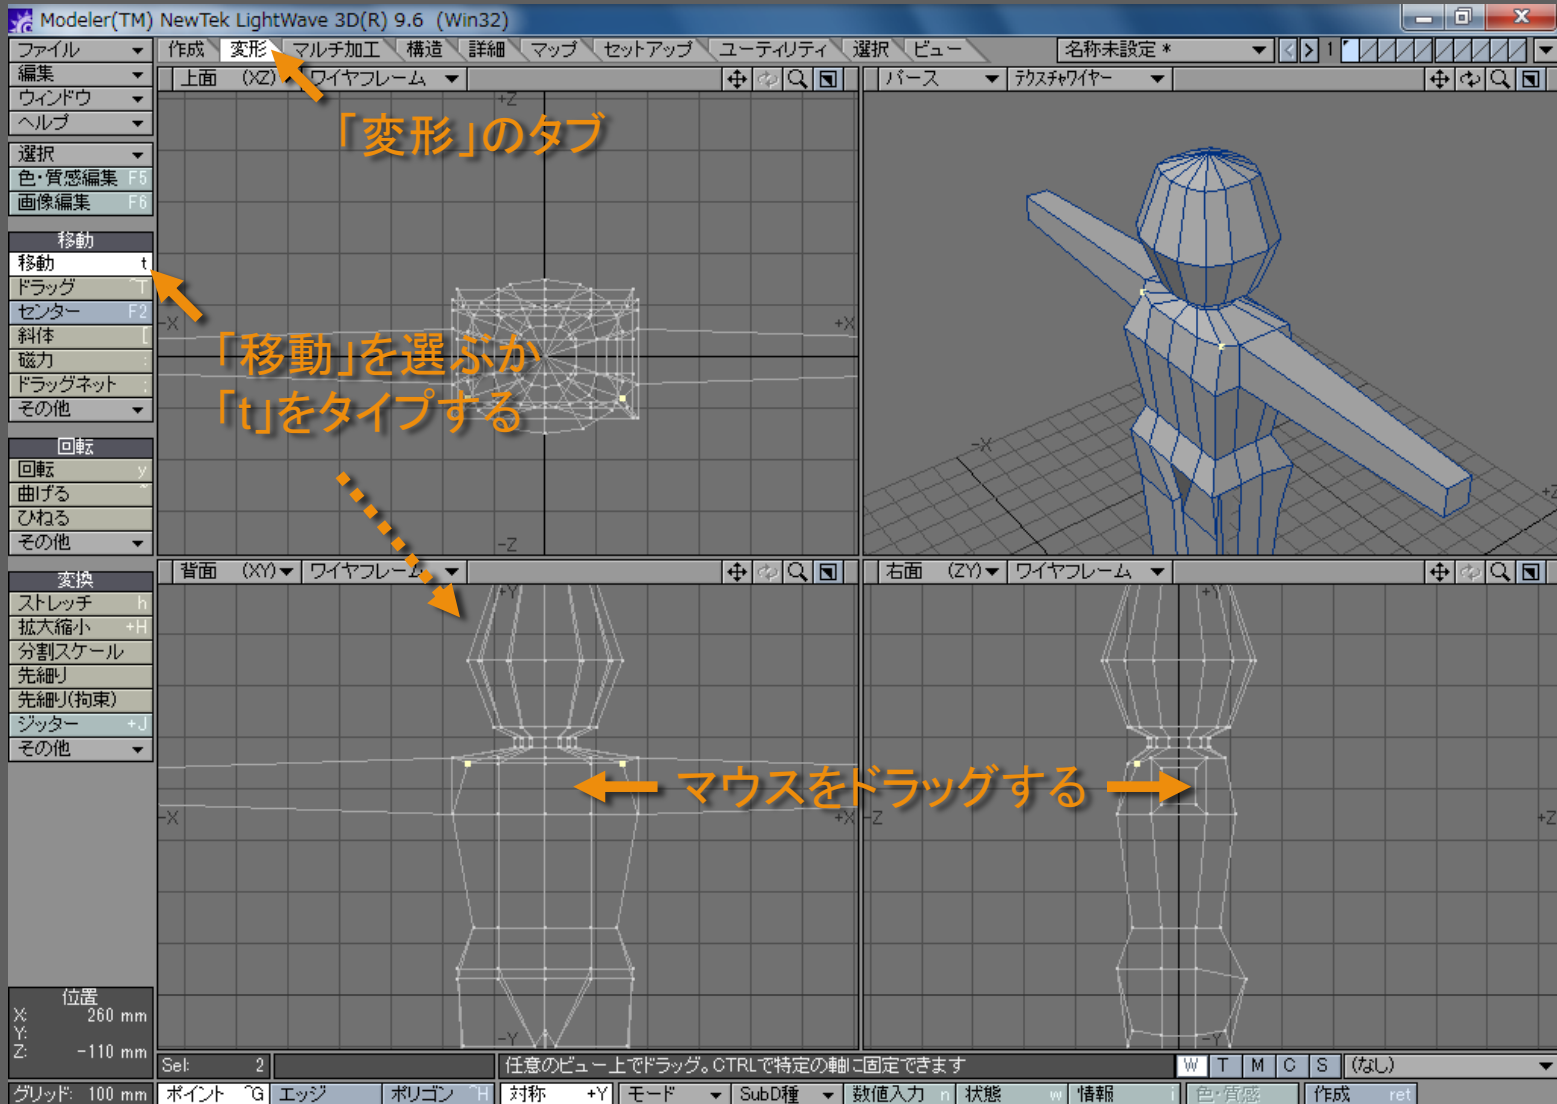 Modeler(TM) NewTek LightWave 3D(R) 9.6 (Win32)
ファイル
編集
ウィンドウ
ヘルプ
作成 変形 マルチ加工 構造 詳細 マップ セットアップ ユーティリティ 選択 ビュー
名称未設定 * 1
上面 (XZ) ワイヤフレーム
パース テクスチャワイヤー
「変形」のタブ
選択
色・質感編集 F5
画像編集 F6
移動
移動 t
ドラッグ ^T
センター F2
斜体 [
磁力 :
ドラッグネット ;
その他
「移動」を選ぶか
「t」をタイプする
+Z
-X
+X
-Z
-X
+Z
回転
回転 y
曲げる ~
ひねる
その他
変換
ストレッチ h
拡大縮小 +H
分割スケール
先細り
先細り(拘束)
ジッター +J
その他
背面 (XY) ワイヤフレーム
右面 (ZY) ワイヤフレーム
+Y
+Y
マウスをドラッグする
-X
+X
-Z
+Z
-Y
-Y
位置
X: 260 mm
Y:
Z: -110 mm
Sel: 2
任意のビュー上でドラッグ。CTRLで特定の軸に固定できます
W T M C S (なし)
グリッド: 100 mm
ポイント ^G エッジ ポリゴン ^H 対称 +Y モード SubD種 数値入力 n 状態 w 情報 i 色・質感 作成 ret